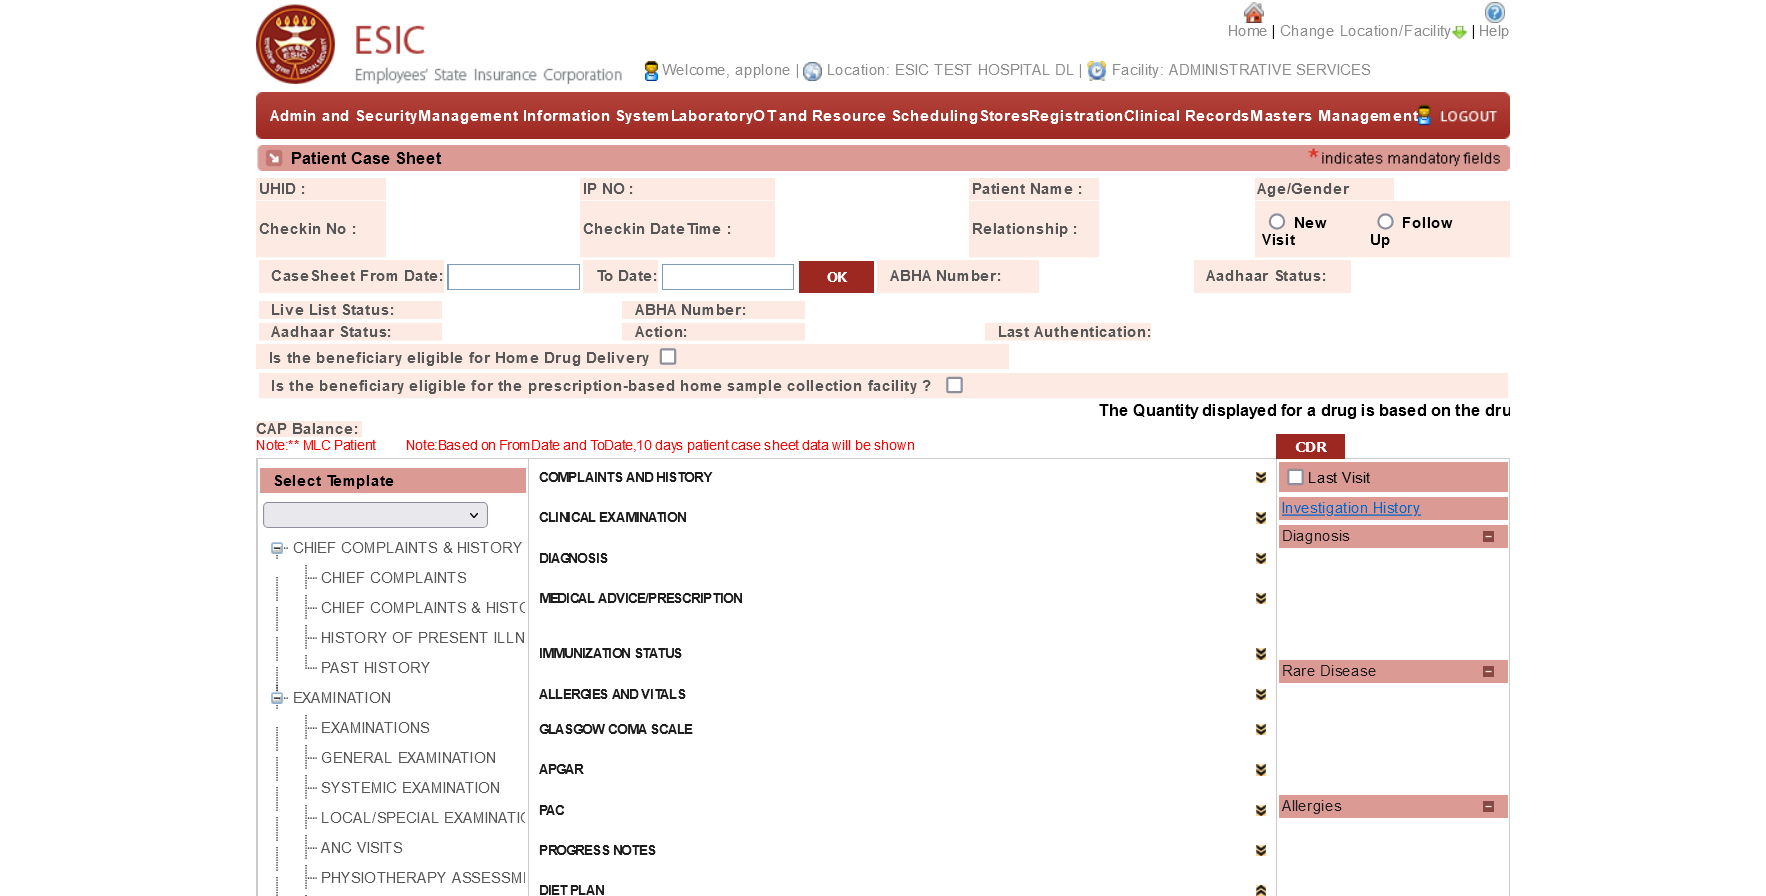 ESIC
Employees' State Insurance Corporation
Home | Change Location/Facility | Help
Welcome, applone | Location: ESIC TEST HOSPITAL DL | Facility: ADMINISTRATIVE SERVICES
Admin and Security Management Information System Laboratory OT and Resource Scheduling Stores Registration Clinical Records Masters Management LOGOUT
Patient Case Sheet * indicates mandatory fields
UHID : IP NO : Patient Name : Age/Gender
Checkin No : Checkin DateTime : Relationship : New Visit Follow Up
CaseSheet From Date: To Date: OK ABHA Number: Aadhaar Status:
Live List Status: ABHA Number:
Aadhaar Status: Action: Last Authentication:
Is the beneficiary eligible for Home Drug Delivery
Is the beneficiary eligible for the prescription-based home sample collection facility ?
The Quantity displayed for a drug is based on the dru
CAP Balance:
Note:** MLC Patient Note:Based on FromDate and ToDate,10 days patient case sheet data will be shown
CDR
Select Template
CHIEF COMPLAINTS & HISTORY
CHIEF COMPLAINTS
CHIEF COMPLAINTS & HISTO
HISTORY OF PRESENT ILLN
PAST HISTORY
EXAMINATION
EXAMINATIONS
GENERAL EXAMINATION
SYSTEMIC EXAMINATION
LOCAL/SPECIAL EXAMINATIO
ANC VISITS
PHYSIOTHERAPY ASSESSME
COMPLAINTS AND HISTORY
CLINICAL EXAMINATION
DIAGNOSIS
MEDICAL ADVICE/PRESCRIPTION
IMMUNIZATION STATUS
ALLERGIES AND VITALS
GLASGOW COMA SCALE
APGAR
PAC
PROGRESS NOTES
DIET PLAN
Last Visit
Investigation History
Diagnosis
Rare Disease
Allergies